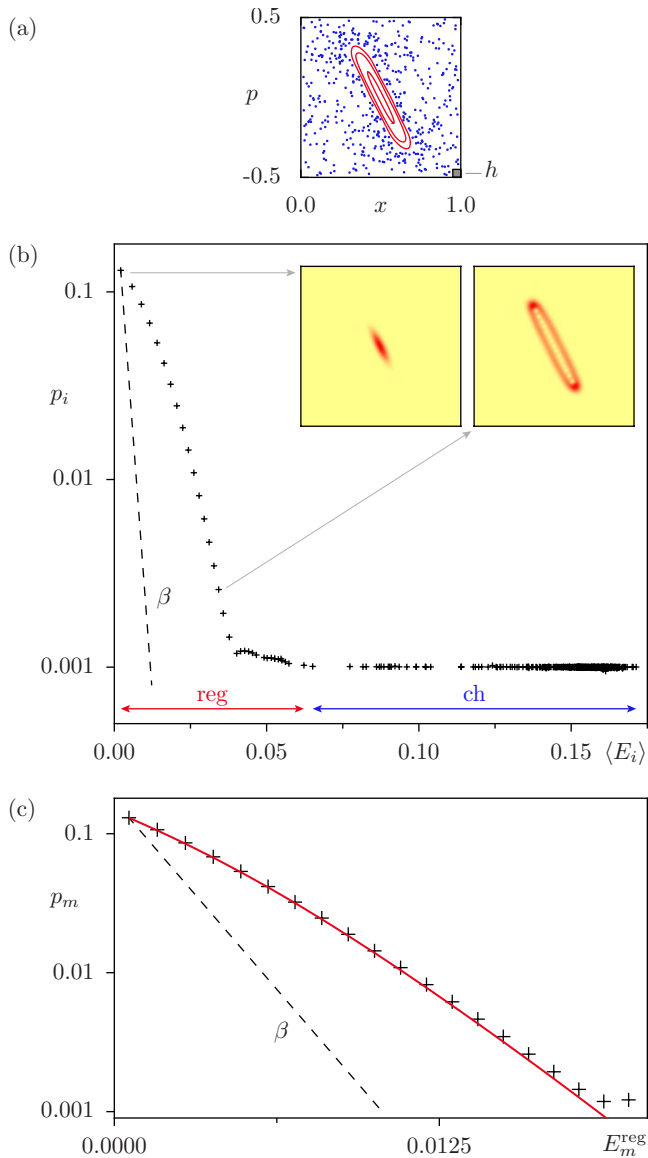 (a)
0.5
p
-0.5
h
0.0
x
1.0
(b)
0.1
p_i
0.01
β
0.001
reg
ch
0.00
0.05
0.10
0.15
⟨E_i⟩
(c)
0.1
p_m
0.01
β
0.001
0.0000
0.0125
E_m^reg